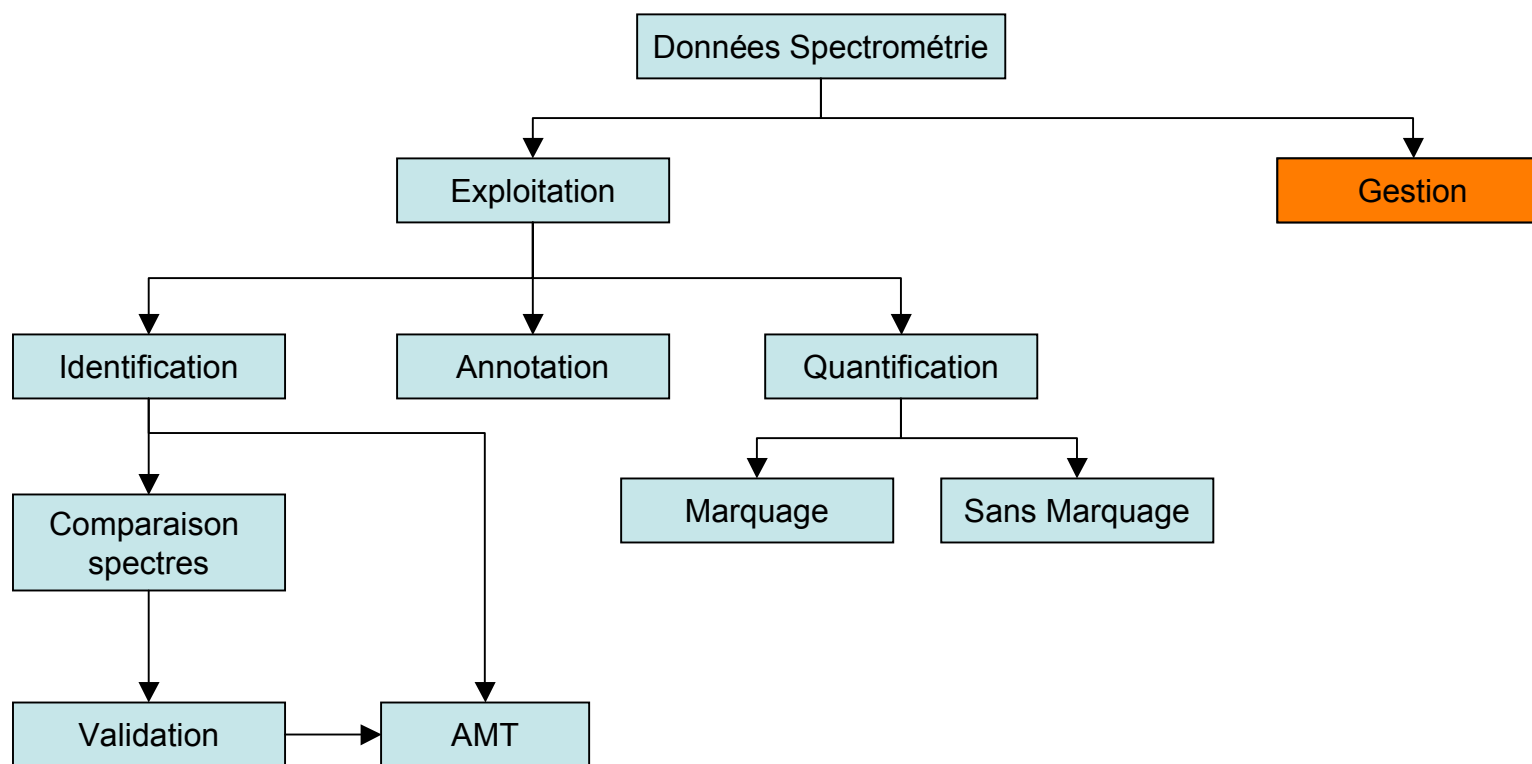 Données Spectrométrie
Exploitation
Gestion
Identification
Annotation
Quantification
Comparaison
spectres
Marquage
Sans Marquage
Validation
AMT